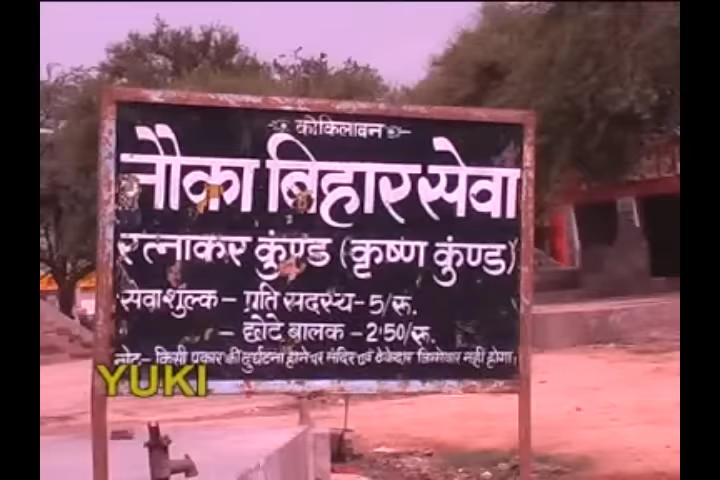 कोकिलावन
नौका बिहार सेवा
रत्नाकर कुंण्ड (कृष्ण कुंण्ड)
सेवा शुल्क - प्रति सदस्य - 5/रू.
- छोटे बालक - 2.50/रू.
नोट - किसी प्रकार की दुर्घटना होने पर मंदिर एवं ठेकेदार जिम्मेवार नही होगा।
YUKI